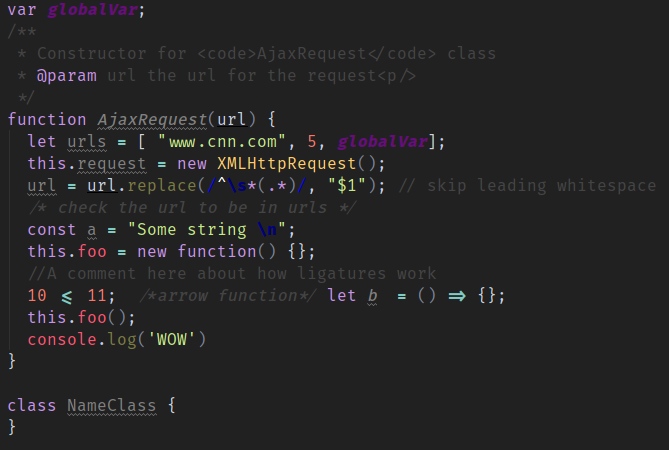 var globalVar;
/**
 * Constructor for <code>AjaxRequest</code> class
 * @param url the url for the request<p/>
 */
function AjaxRequest(url) {
  let urls = [ "www.cnn.com", 5, globalVar];
  this.request = new XMLHttpRequest();
  url = url.replace(/^\s*(.*)/, "$1"); // skip leading whitespace
  /* check the url to be in urls */
  const a = "Some string \n";
  this.foo = new function() {};
  //A comment here about how ligatures work
  10 <= 11;  /*arrow function*/ let b  = () => {};
  this.foo();
  console.log('WOW')
}

class NameClass {
}